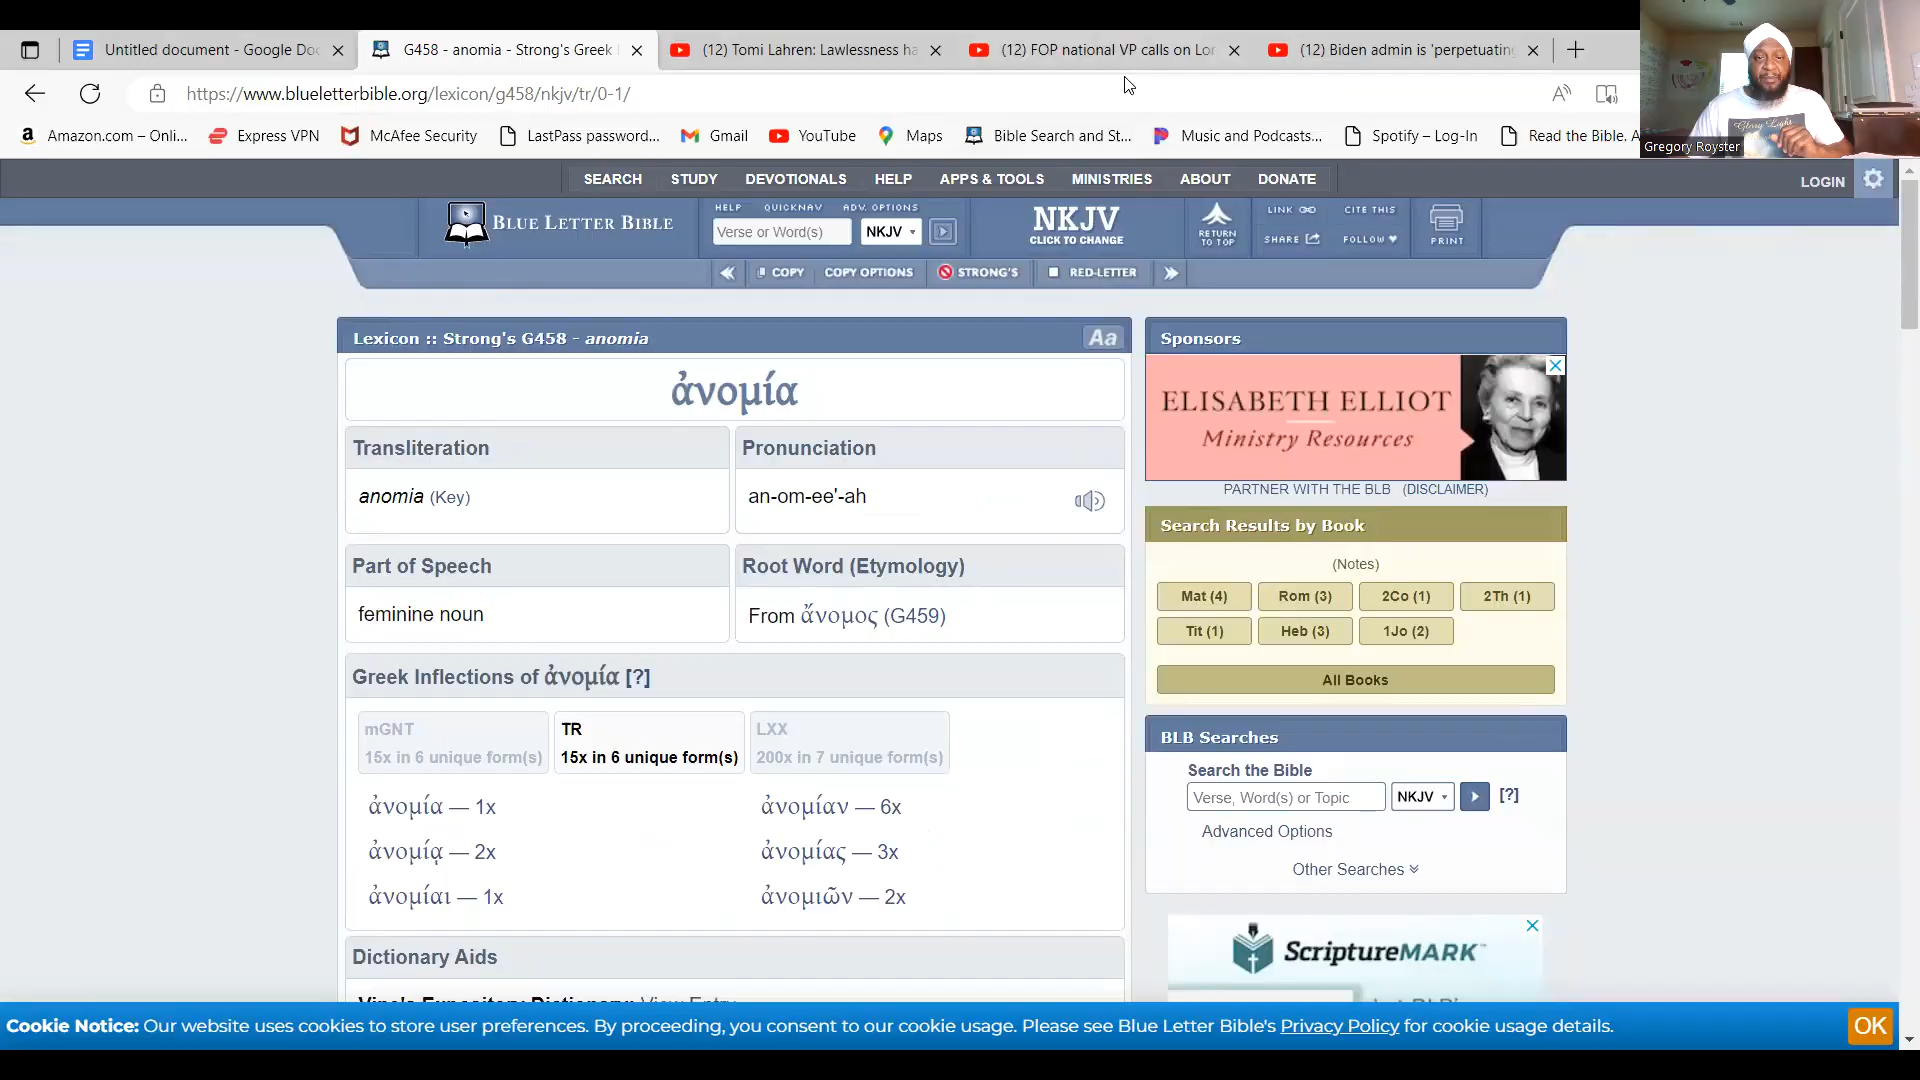 Untitled document - Google Doc
G458 - anomia - Strong's Greek
(12) Tomi Lahren: Lawlessness ha
(12) FOP national VP calls on Lor
(12) Biden admin is 'perpetuating
https://www.blueletterbible.org/lexicon/g458/nkjv/tr/0-1/
Amazon.com – Onli...
Express VPN
McAfee Security
LastPass password...
Gmail
YouTube
Maps
Bible Search and St...
Music and Podcasts...
Spotify – Log-In
Read the Bible. A
Glory Light
Gregory Royster
SEARCH STUDY DEVOTIONALS HELP APPS & TOOLS MINISTRIES ABOUT DONATE
LOGIN
BLUE LETTER BIBLE
HELP QUICKNAV ADV. OPTIONS
Verse or Word(s)
NKJV
NKJV
CLICK TO CHANGE
RETURN
TO TOP
LINK CITE THIS
SHARE FOLLOW
PRINT
COPY COPY OPTIONS STRONG'S RED-LETTER
Lexicon :: Strong's G458 - anomia
Aa
ἀνομία
Transliteration
anomia (Key)
Pronunciation
an-om-ee'-ah
Part of Speech
feminine noun
Root Word (Etymology)
From ἄνομος (G459)
Greek Inflections of ἀνομία [?]
mGNT
15x in 6 unique form(s)
TR
15x in 6 unique form(s)
LXX
200x in 7 unique form(s)
ἀνομία — 1x
ἀνομίαν — 6x
ἀνομίᾳ — 2x
ἀνομίας — 3x
ἀνομίαι — 1x
ἀνομιῶν — 2x
Dictionary Aids
Vine's Expository Dictionary: View Entry
Sponsors
ELISABETH ELLIOT
Ministry Resources
PARTNER WITH THE BLB (DISCLAIMER)
Search Results by Book
(Notes)
Mat (4) Rom (3) 2Co (1) 2Th (1)
Tit (1) Heb (3) 1Jo (2)
All Books
BLB Searches
Search the Bible
Verse, Word(s) or Topic
NKJV
[?]
Advanced Options
Other Searches
ScriptureMARK™
Cookie Notice: Our website uses cookies to store user preferences. By proceeding, you consent to our cookie usage. Please see Blue Letter Bible's Privacy Policy for cookie usage details.
OK